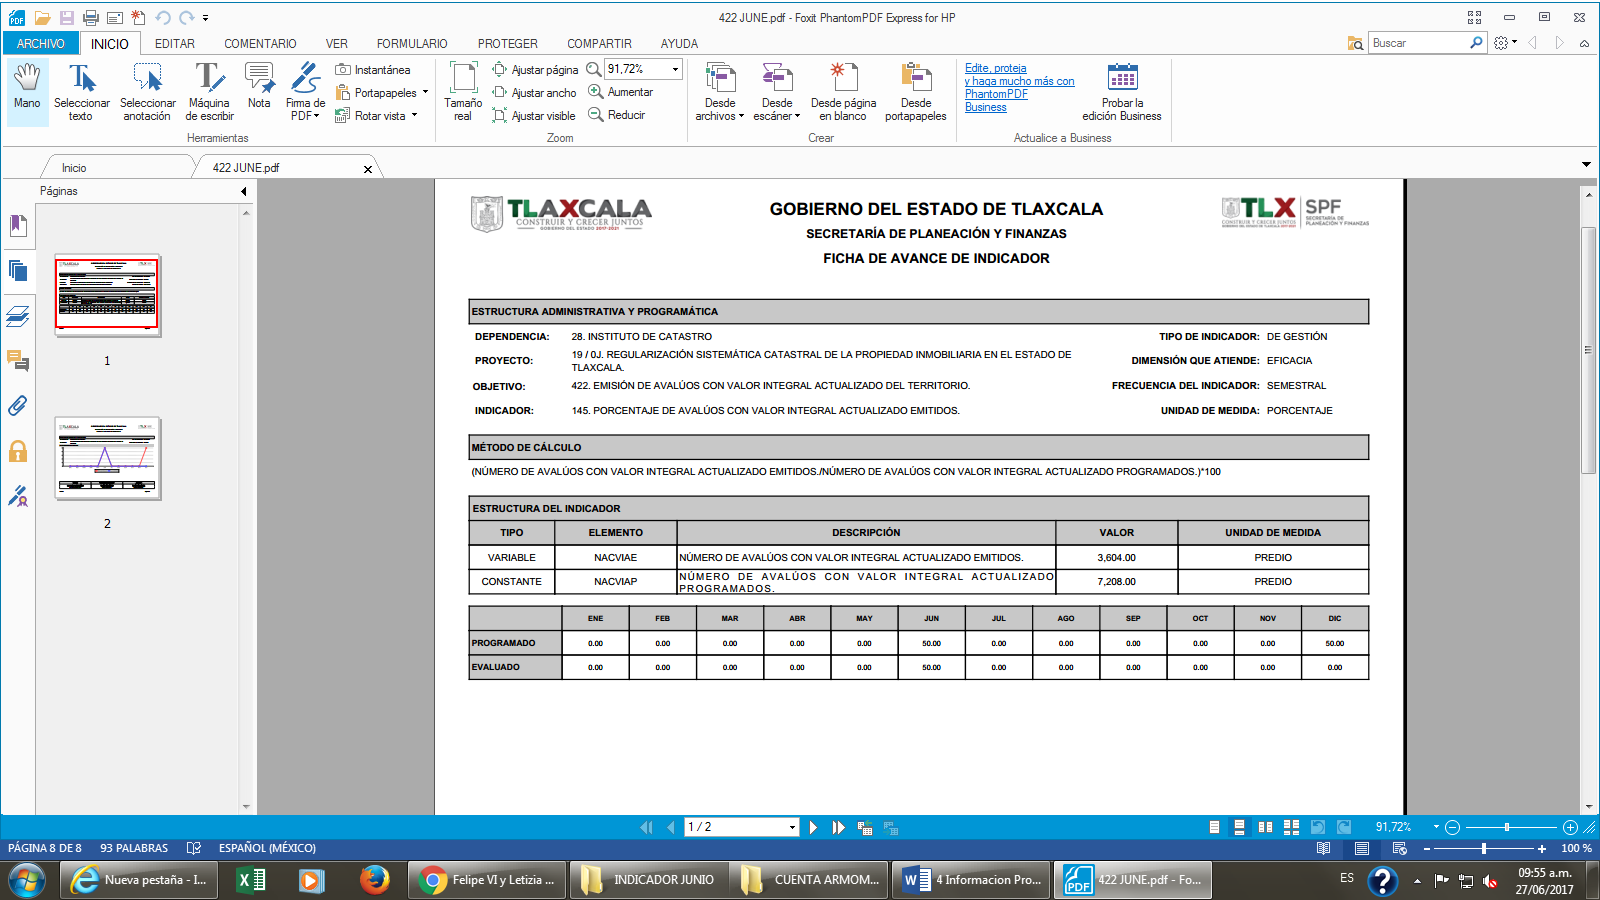 422 JUNE.pdf - Foxit PhantomPDF Express for HP
ARCHIVO INICIO EDITAR COMENTARIO VER FORMULARIO PROTEGER COMPARTIR AYUDA Buscar
Mano
Seleccionar texto
Seleccionar anotación
Máquina de escribir
Nota
Firma de PDF
Instantánea
Portapapeles
Rotar vista
Herramientas
Tamaño real
Ajustar página
Ajustar ancho
Ajustar visible
91,72%
Aumentar
Reducir
Zoom
Desde archivos
Desde escáner
Desde página en blanco
Desde portapapeles
Crear
Edite, proteja
y haga mucho más con
PhantomPDF
Business
Probar la edición Business
Actualice a Business
Inicio 422 JUNE.pdf
Páginas
1
2
TLAXCALA
CONSTRUIR Y CRECER JUNTOS
GOBIERNO DEL ESTADO 2017-2021
GOBIERNO DEL ESTADO DE TLAXCALA
SECRETARÍA DE PLANEACIÓN Y FINANZAS
FICHA DE AVANCE DE INDICADOR
TLX SPF
CONSTRUIR Y CRECER JUNTOS
SECRETARÍA DE PLANEACIÓN Y FINANZAS
ESTRUCTURA ADMINISTRATIVA Y PROGRAMÁTICA
DEPENDENCIA: 28. INSTITUTO DE CATASTRO TIPO DE INDICADOR: DE GESTIÓN
PROYECTO: 19 / 0J. REGULARIZACIÓN SISTEMÁTICA CATASTRAL DE LA PROPIEDAD INMOBILIARIA EN EL ESTADO DE
TLAXCALA. DIMENSIÓN QUE ATIENDE: EFICACIA
OBJETIVO: 422. EMISIÓN DE AVALÚOS CON VALOR INTEGRAL ACTUALIZADO DEL TERRITORIO. FRECUENCIA DEL INDICADOR: SEMESTRAL
INDICADOR: 145. PORCENTAJE DE AVALÚOS CON VALOR INTEGRAL ACTUALIZADO EMITIDOS. UNIDAD DE MEDIDA: PORCENTAJE
MÉTODO DE CÁLCULO
(NÚMERO DE AVALÚOS CON VALOR INTEGRAL ACTUALIZADO EMITIDOS./NÚMERO DE AVALÚOS CON VALOR INTEGRAL ACTUALIZADO PROGRAMADOS.)*100
ESTRUCTURA DEL INDICADOR
TIPO ELEMENTO DESCRIPCIÓN VALOR UNIDAD DE MEDIDA
VARIABLE NACVIAE NÚMERO DE AVALÚOS CON VALOR INTEGRAL ACTUALIZADO EMITIDOS. 3,604.00 PREDIO
CONSTANTE NACVIAP NÚMERO DE AVALÚOS CON VALOR INTEGRAL ACTUALIZADO
PROGRAMADOS. 7,208.00 PREDIO
ENE FEB MAR ABR MAY JUN JUL AGO SEP OCT NOV DIC
PROGRAMADO 0.00 0.00 0.00 0.00 0.00 50.00 0.00 0.00 0.00 0.00 0.00 50.00
EVALUADO 0.00 0.00 0.00 0.00 0.00 50.00 0.00 0.00 0.00 0.00 0.00 0.00
1 / 2 91,72%
PÁGINA 8 DE 8 93 PALABRAS ESPAÑOL (MÉXICO) 100 %
Nueva pestaña - I... Felipe VI y Letizia ... INDICADOR JUNIO CUENTA ARMOM... 4 Informacion Pro... 422 JUNE.pdf - Fo... ES 09:55 a.m.
27/06/2017